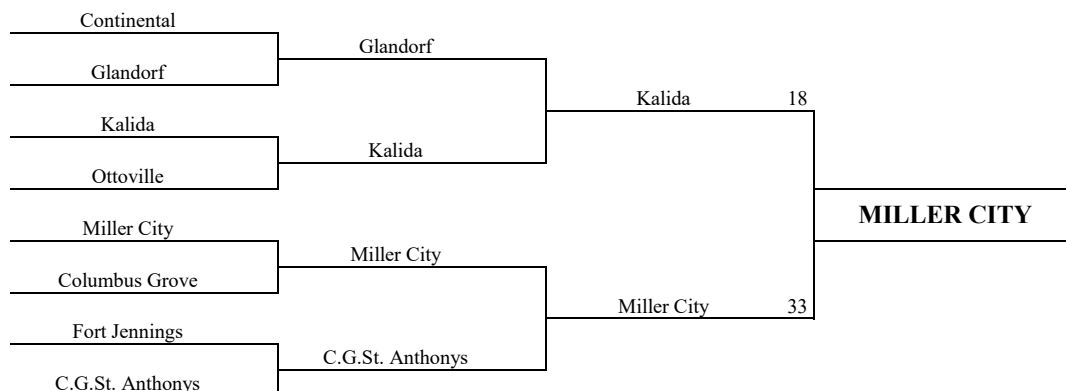 Continental
Glandorf
Glandorf
Kalida 18
Kalida
Kalida
Ottoville
MILLER CITY
Miller City
Miller City
Columbus Grove
Miller City 33
Fort Jennings
C.G.St. Anthonys
C.G.St. Anthonys